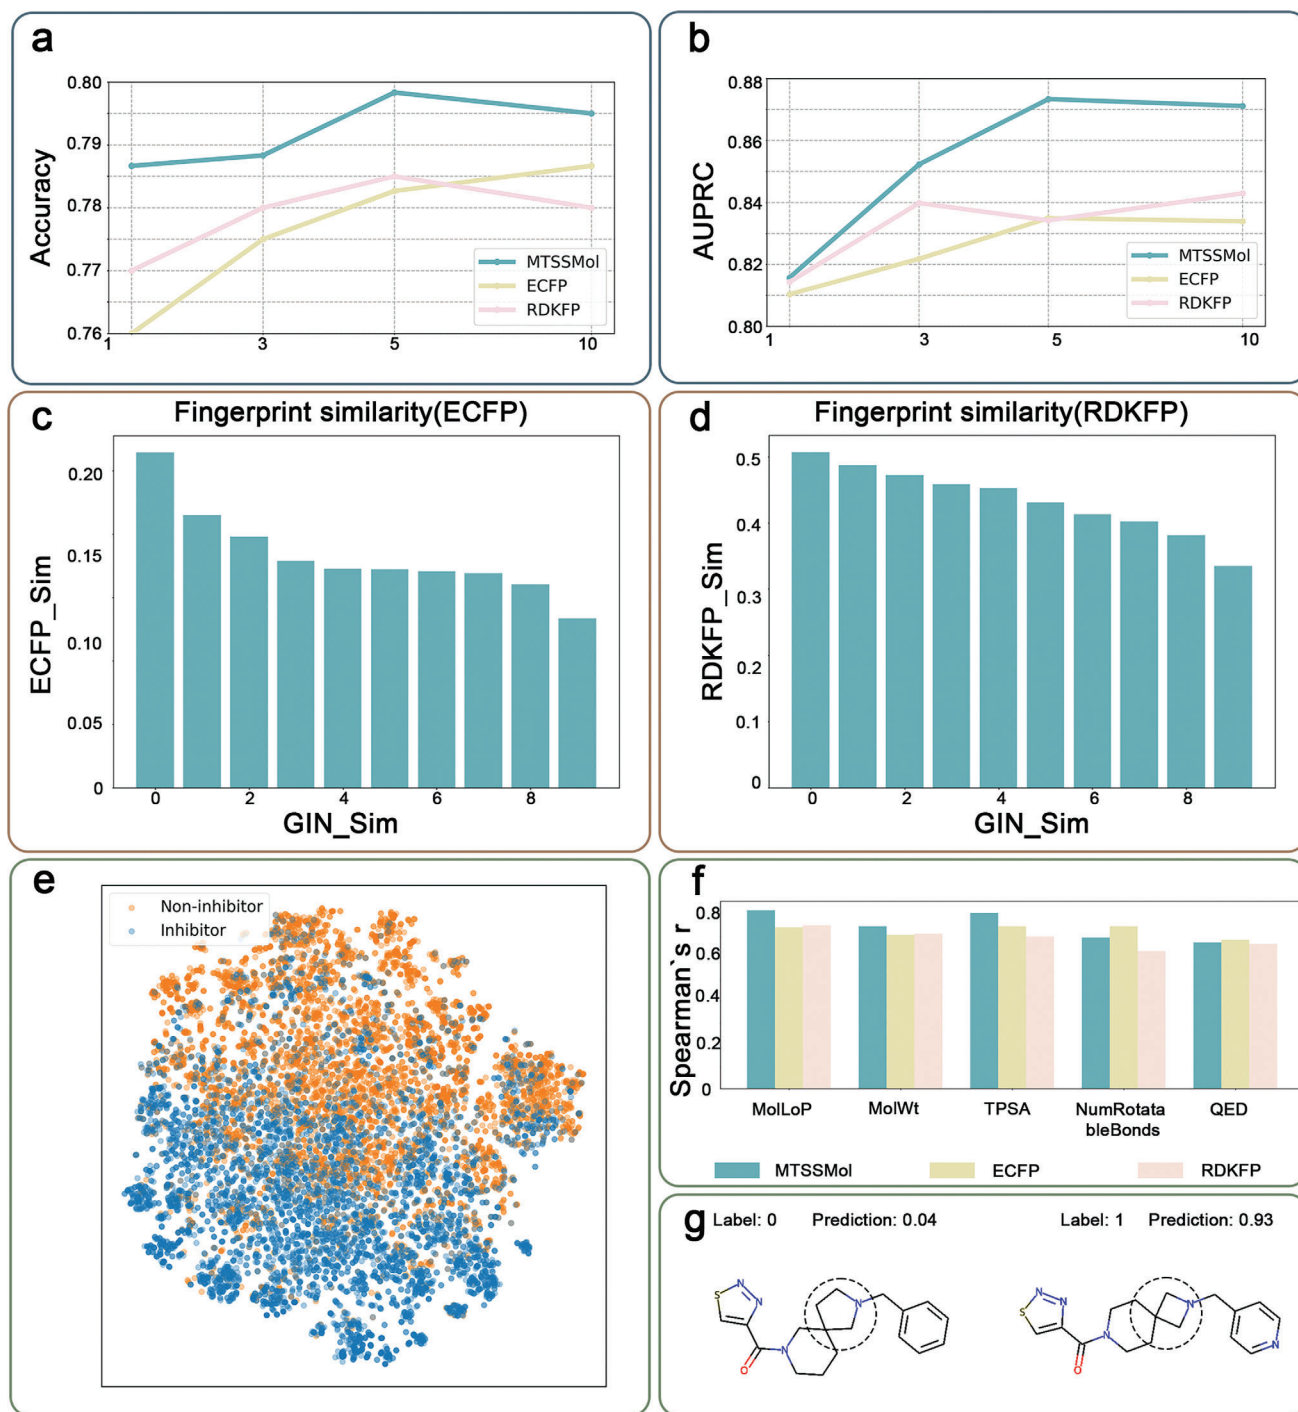 a
0.80
0.79
0.78
0.77
0.76
Accuracy
MTSSMol
ECFP
RDKFP
1 3 5 10
b
0.88
0.86
0.84
0.82
0.80
AUPRC
MTSSMol
ECFP
RDKFP
1 3 5 10
c
Fingerprint similarity(ECFP)
0.20
0.15
0.10
0.05
0
ECFP_Sim
0 2 4 6 8
GIN_Sim
d
Fingerprint similarity(RDKFP)
0.5
0.4
0.3
0.2
0.1
0
RDKFP_Sim
0 2 4 6 8
GIN_Sim
e
Non-inhibitor
Inhibitor
f
0.8
0.6
0.4
0.2
0
Spearman`s r
MolLoP MolWt TPSA NumRotata QED
bleBonds
MTSSMol ECFP RDKFP
g
Label: 0 Prediction: 0.04
Label: 1 Prediction: 0.93
N
S N
N
N
O
N
S N
N
N
N
O